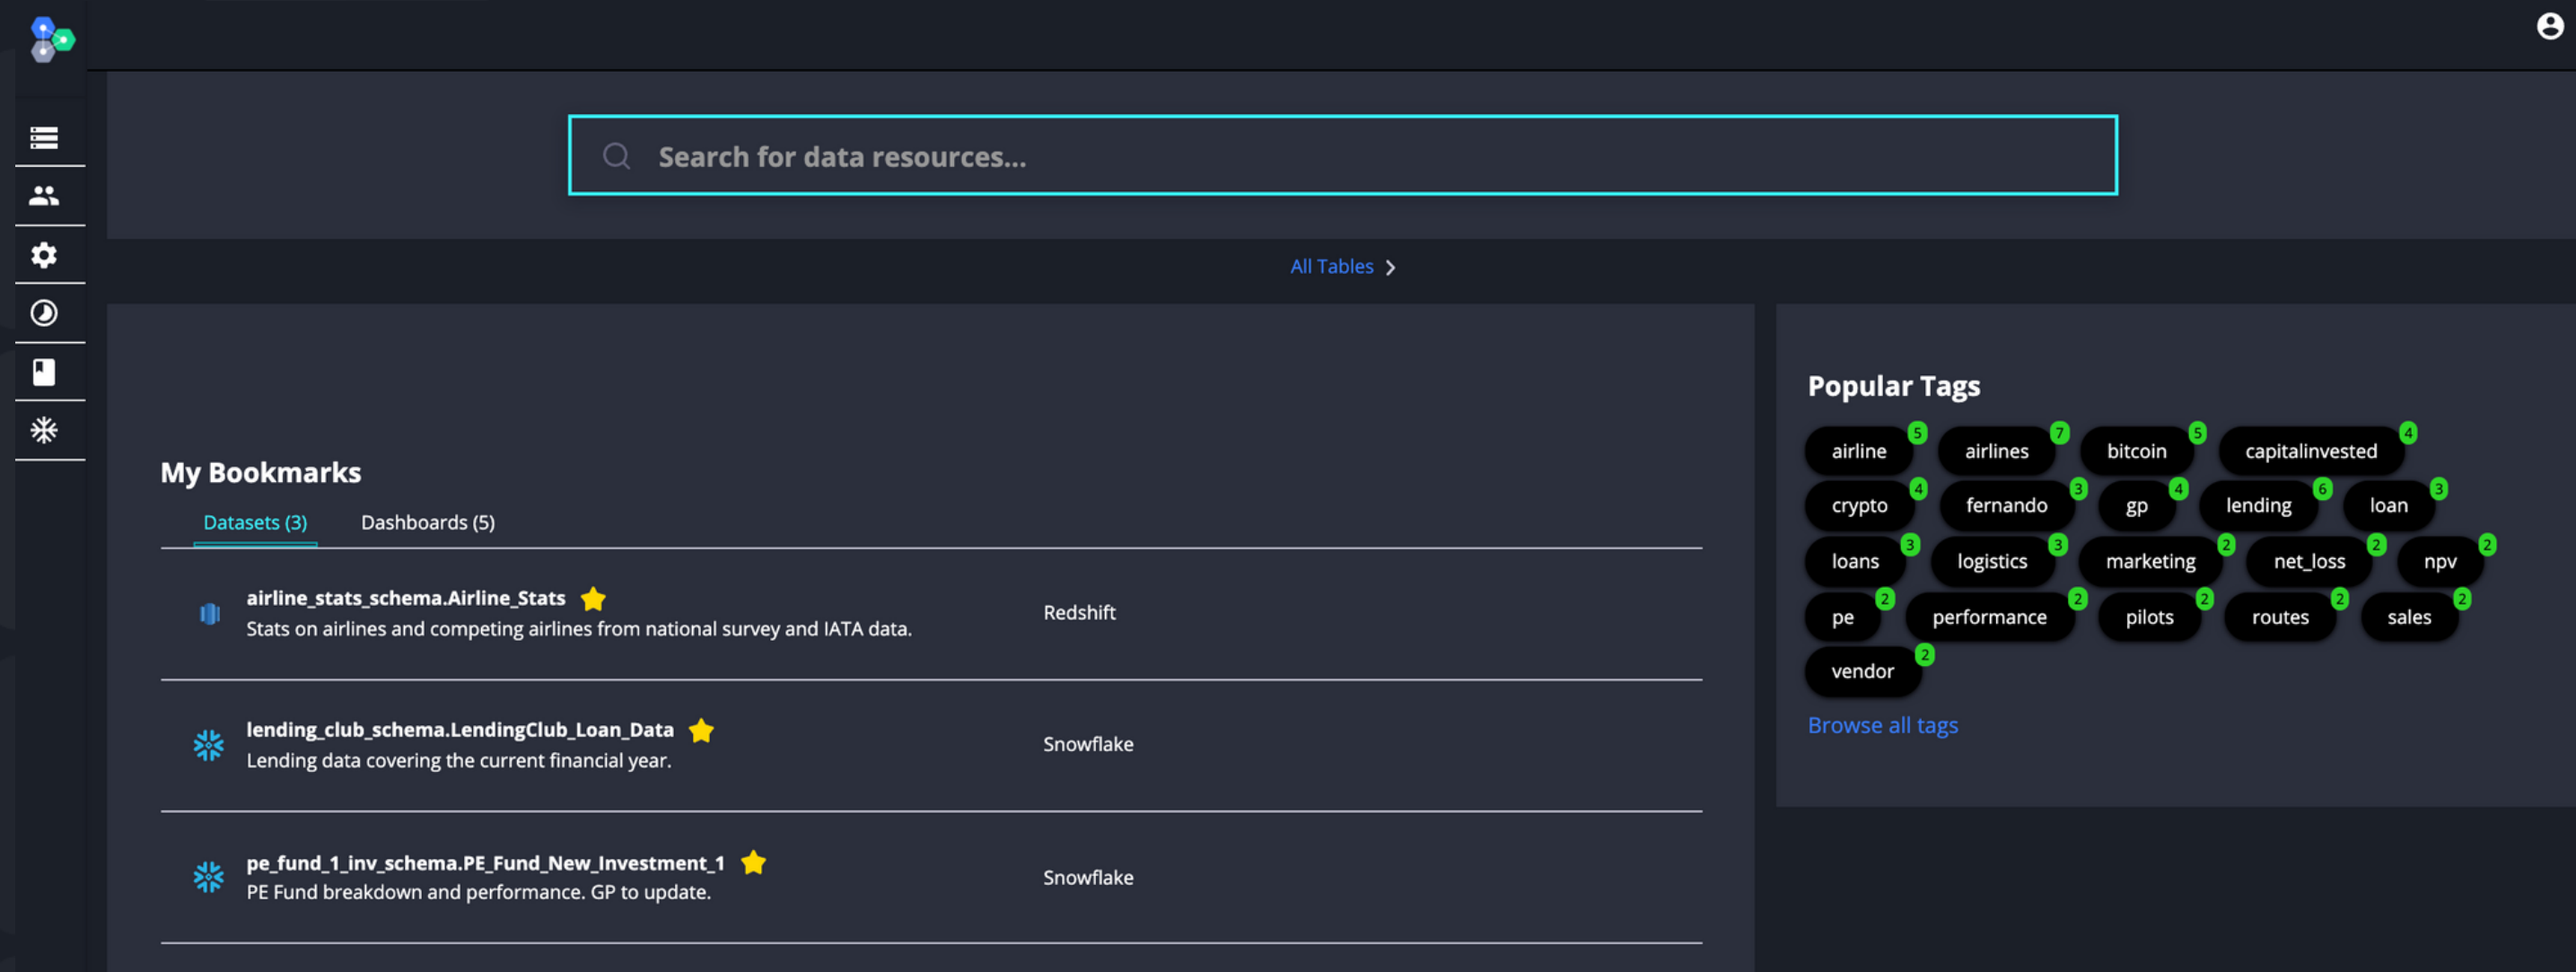 Search for data resources...
All Tables
My Bookmarks
Datasets (3) Dashboards (5)
airline_stats_schema.Airline_Stats
Stats on airlines and competing airlines from national survey and IATA data.
Redshift
lending_club_schema.LendingClub_Loan_Data
Lending data covering the current financial year.
Snowflake
pe_fund_1_inv_schema.PE_Fund_New_Investment_1
PE Fund breakdown and performance. GP to update.
Snowflake
Popular Tags
airline 5 airlines 7 bitcoin 5 capitalinvested 4
crypto 4 fernando 3 gp 4 lending 6 loan 3
loans 3 logistics 3 marketing 2 net_loss 2 npv 2
pe 2 performance 2 pilots 2 routes 2 sales 2
vendor 2
Browse all tags